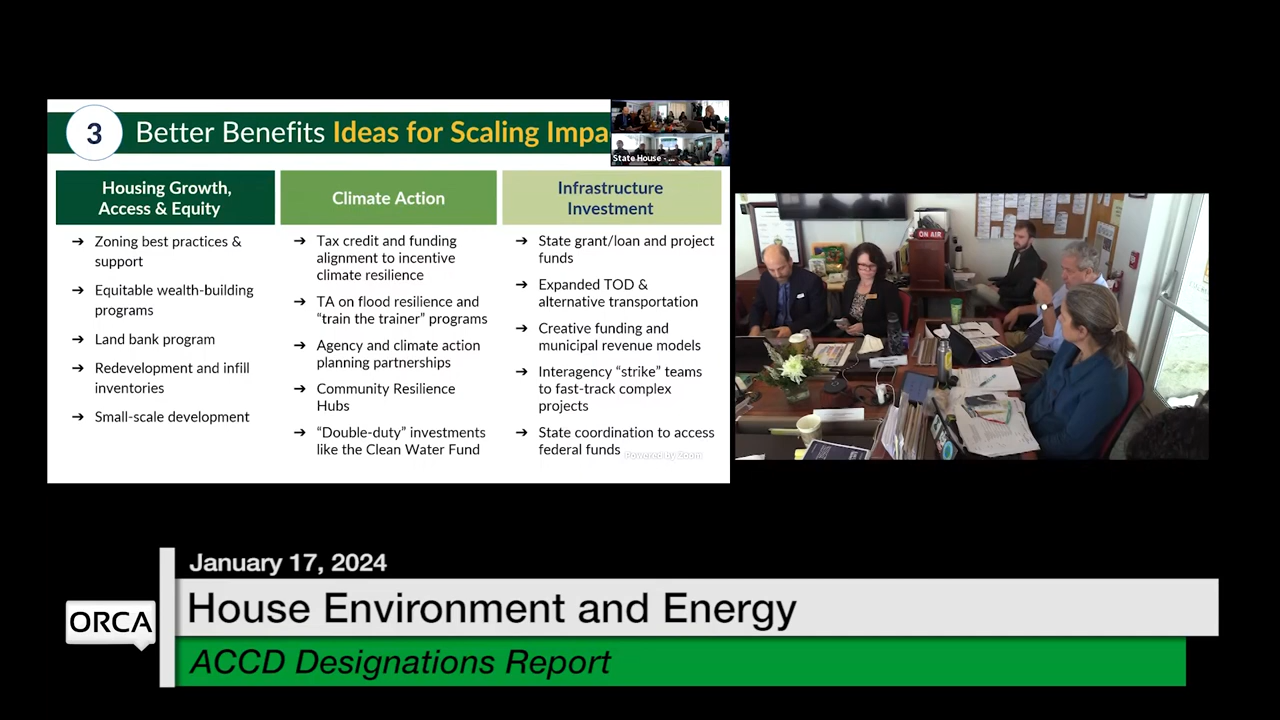 3
Better Benefits Ideas for Scaling Impa
State House - ...
Housing Growth,
Access & Equity
➔ Zoning best practices &
support
➔ Equitable wealth-building
programs
➔ Land bank program
➔ Redevelopment and infill
inventories
➔ Small-scale development
Climate Action
➔ Tax credit and funding
alignment to incentive
climate resilience
➔ TA on flood resilience and
“train the trainer” programs
➔ Agency and climate action
planning partnerships
➔ Community Resilience
Hubs
➔ “Double-duty” investments
like the Clean Water Fund
Infrastructure
Investment
➔ State grant/loan and project
funds
➔ Expanded TOD &
alternative transportation
➔ Creative funding and
municipal revenue models
➔ Interagency “strike” teams
to fast-track complex
projects
➔ State coordination to access
federal funds
Powered by Zoom
ON AIR
January 17, 2024
House Environment and Energy
ORCA
ACCD Designations Report